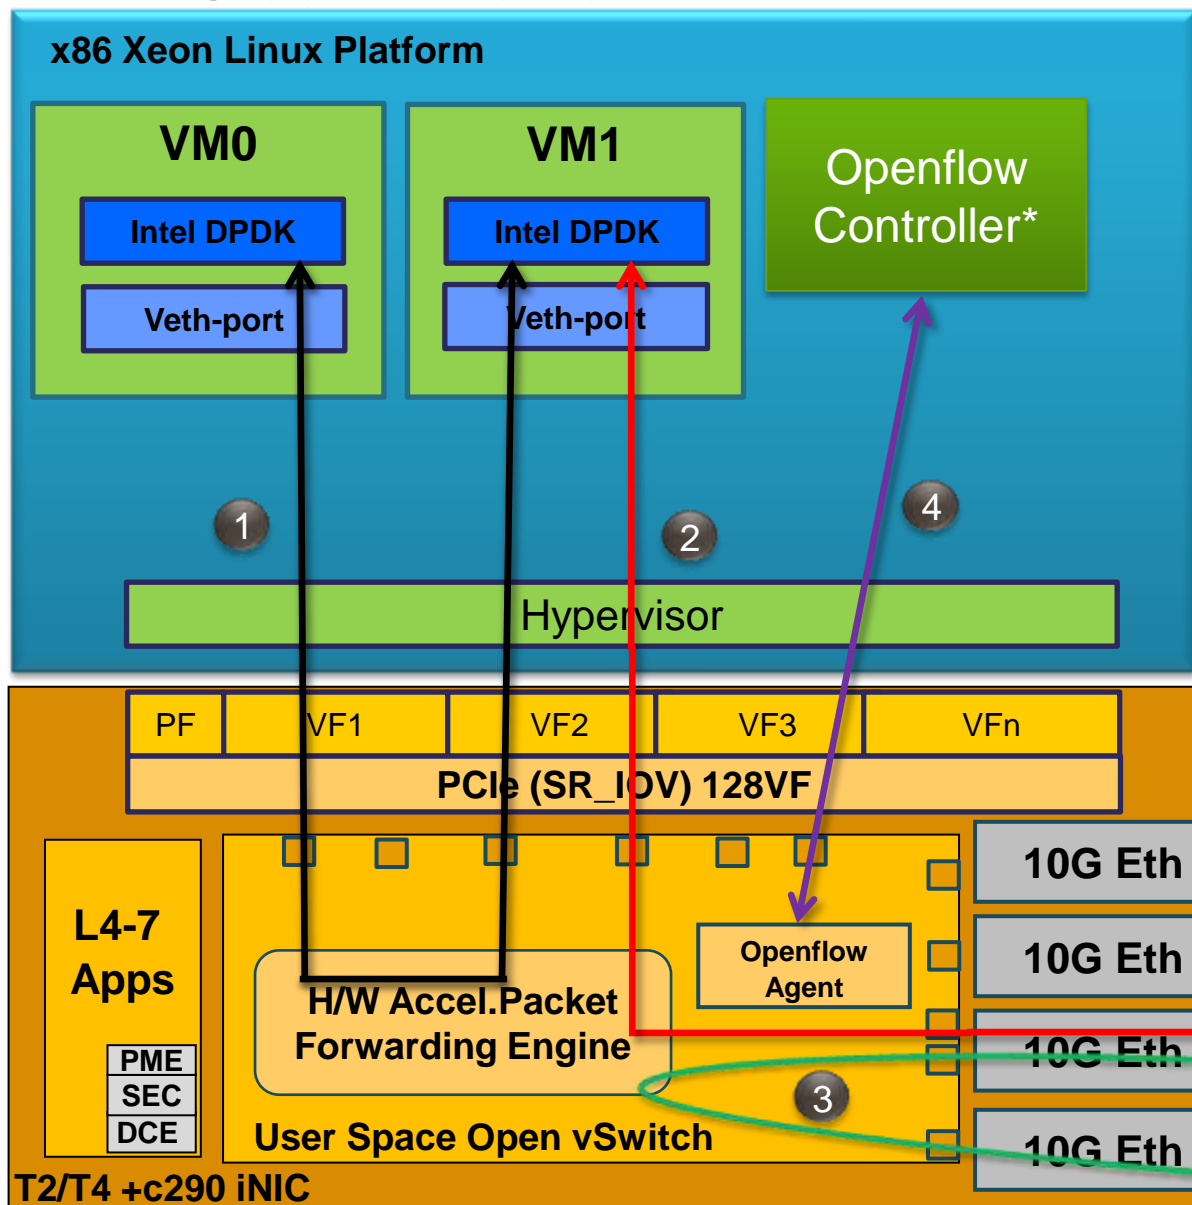 x86 Xeon Linux Platform
VM0
VM1
Openflow
Controller*
Intel DPDK
Intel DPDK
Veth-port
Veth-port
1
2
4
Hypervisor
PF
VF1
VF2
VF3
VFn
PCIe (SR_IOV) 128VF
L4-7
Apps
PME
SEC
DCE
H/W Accel.Packet
Forwarding Engine
Openflow
Agent
3
User Space Open vSwitch
10G Eth
10G Eth
10G Eth
10G Eth
T2/T4 +c290 iNIC